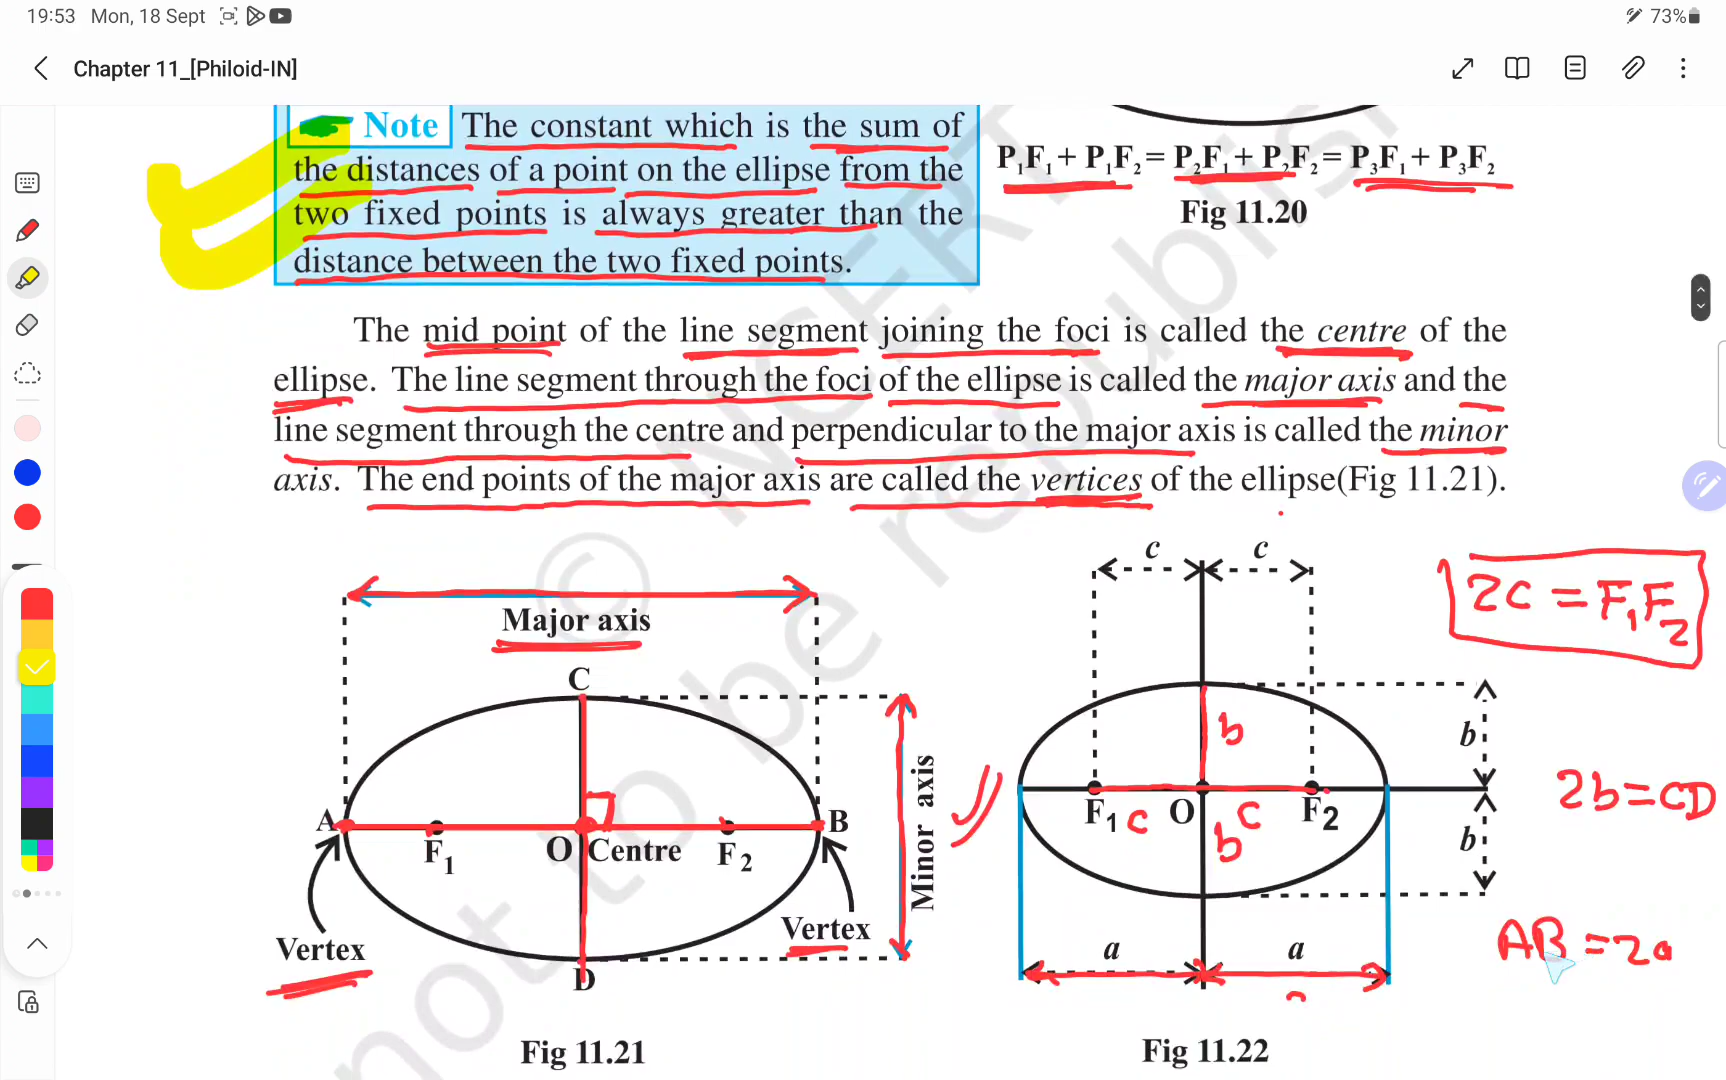 19:53 Mon, 18 Sept
73%
Chapter 11_[Philoid-IN]
Note The constant which is the sum of
the distances of a point on the ellipse from the
two fixed points is always greater than the
distance between the two fixed points.
P₁F₁ + P₁F₂ = P₂F₁ + P₂F₂ = P₃F₁ + P₃F₂
Fig 11.20
The mid point of the line segment joining the foci is called the centre of the
ellipse. The line segment through the foci of the ellipse is called the major axis and the
line segment through the centre and perpendicular to the major axis is called the minor
axis. The end points of the major axis are called the vertices of the ellipse(Fig 11.21).
Major axis
C
A
B
F₁
O
Centre
F₂
Minor axis
Vertex
Vertex
D
Fig 11.21
c
c
2c = F₁F₂
b
b
F₁
c
O
c
F₂
b
b
2b = CD
a
a
AB = 2a
Fig 11.22
© NCERT
not to be republis